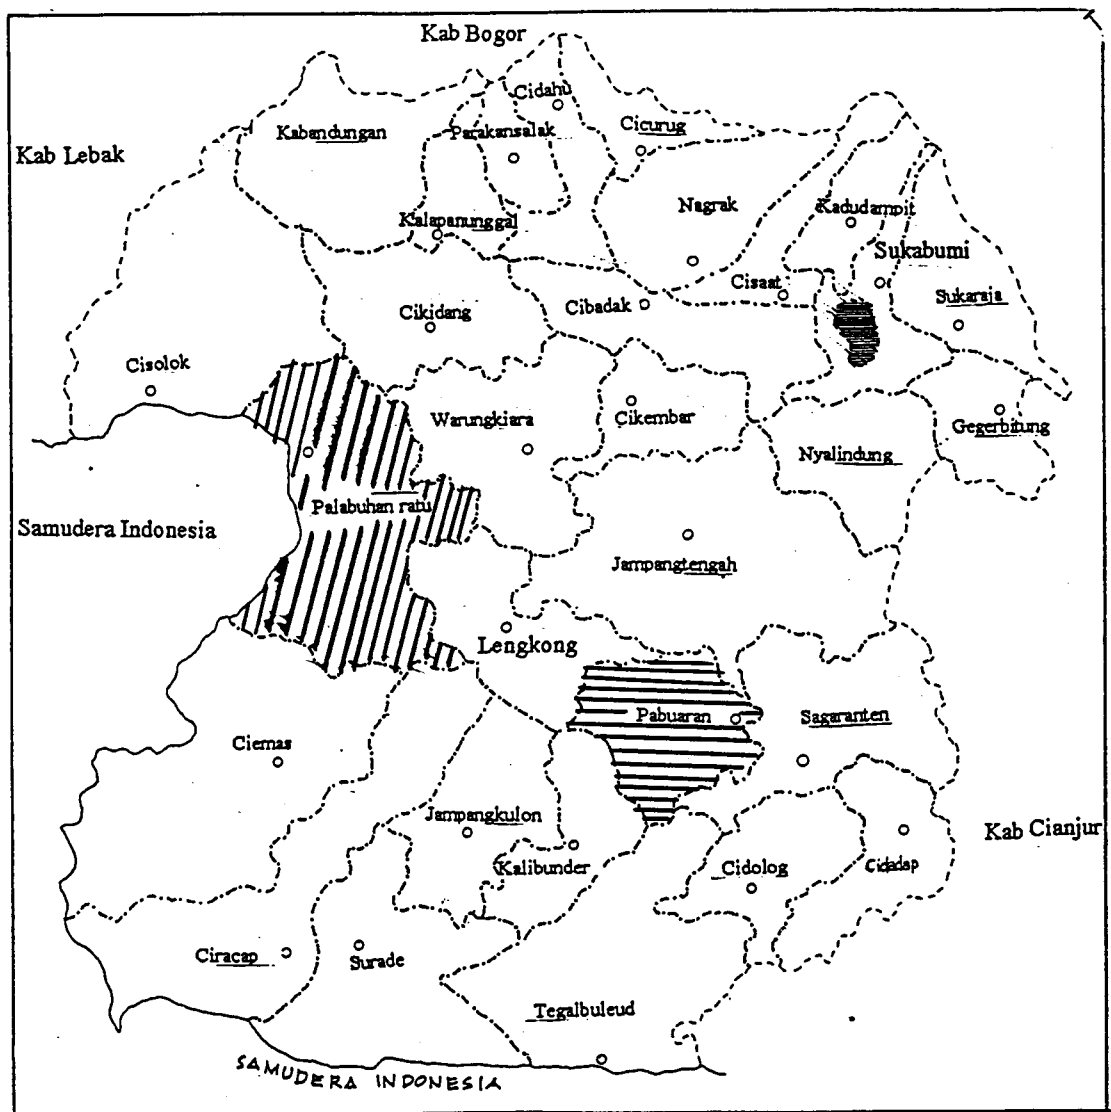 Kab Bogor
Cidahu
Kabandungan
Parakansalak
Cicurug
Kab Lebak
Nagrak
Kadudampit
Kalapanunggal
Sukabumi
Cisaat
Sukaraja
Cikidang
Cibadak
Cisolok
Warungkiara
Cikembar
Gegerbitung
Nyalindung
Palabuhan ratu
Samudera Indonesia
Jampangtengah
Lengkong
Pabuaran
Sagaranten
Ciemas
Jampangkulon
Kab Cianjur
Kalibunder
Cidolog
Cidadap
Ciracap
Surade
Tegalbuleud
SAMUDERA INDONESIA